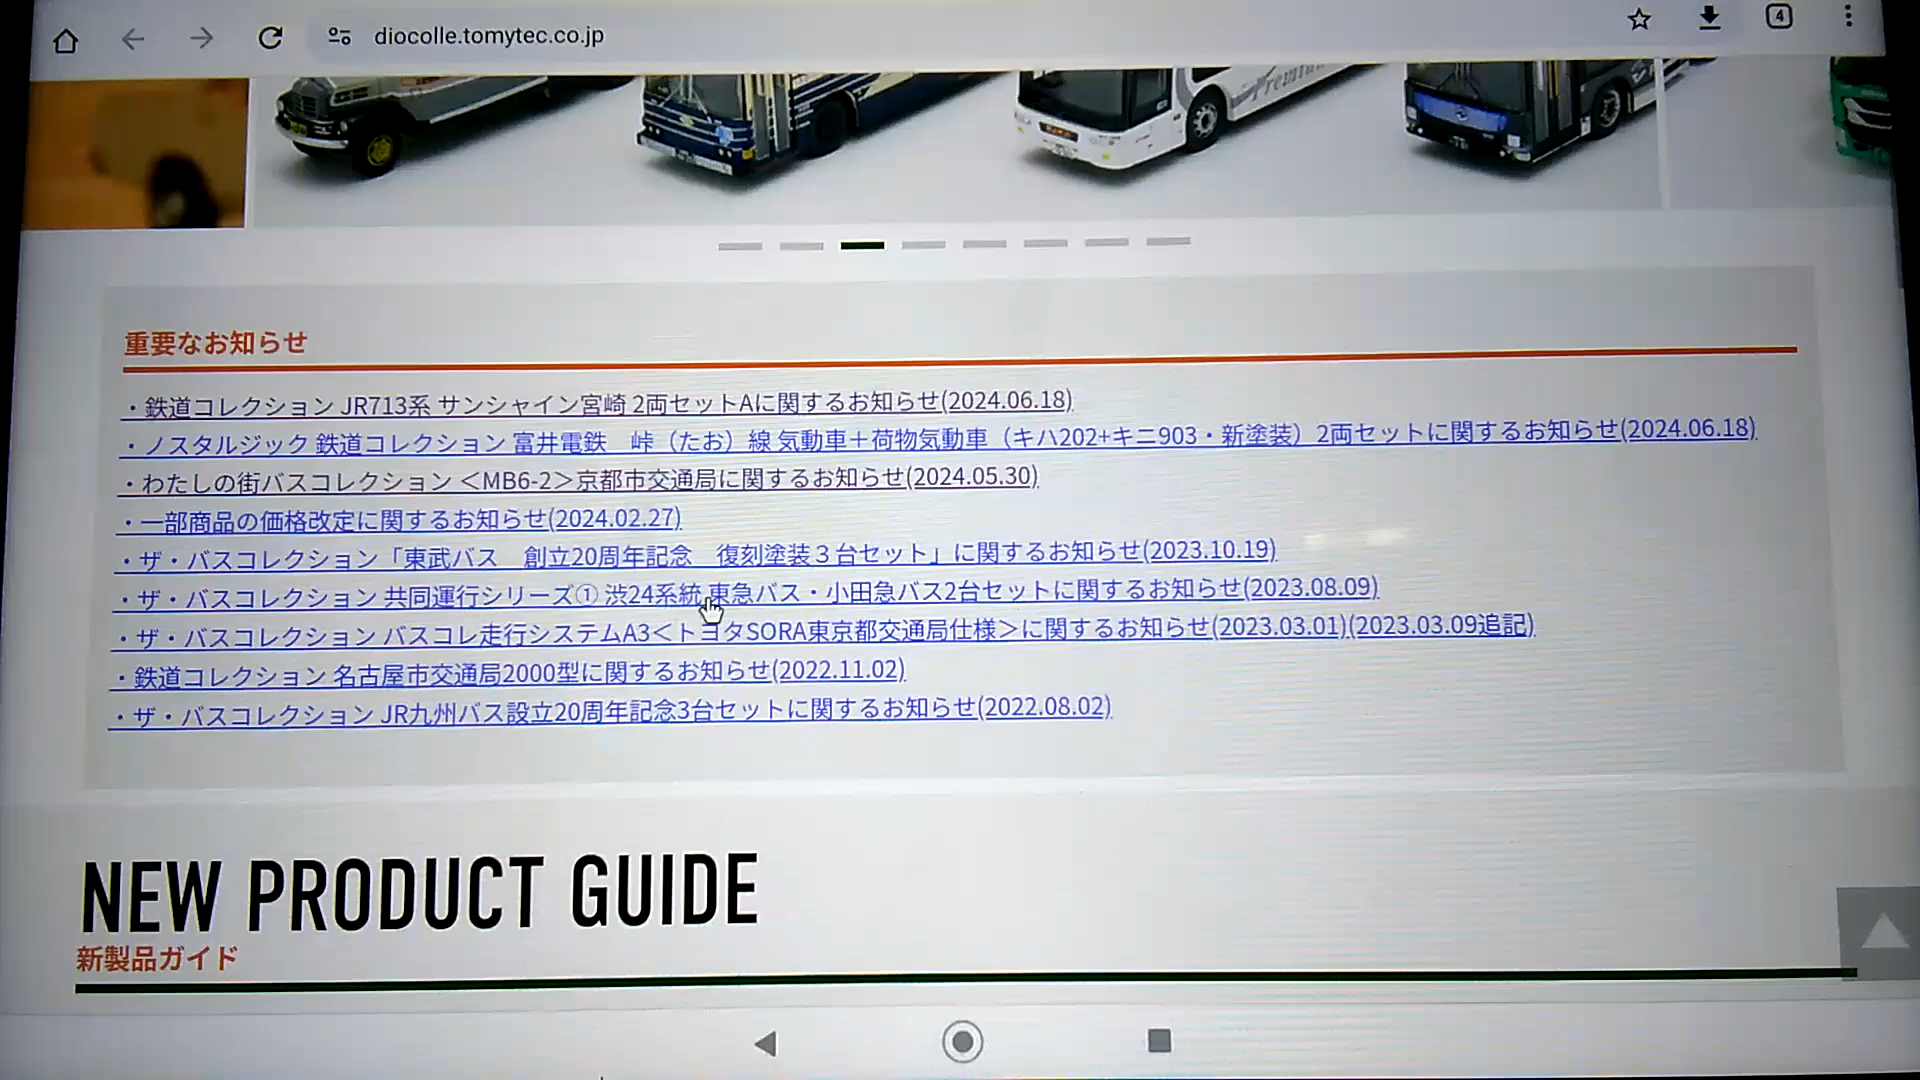 diocolle.tomytec.co.jp
4
Premium
重要なお知らせ
・鉄道コレクション JR713系 サンシャイン宮崎 2両セットAに関するお知らせ(2024.06.18)
・ノスタルジック 鉄道コレクション 富井電鉄　峠（たお）線 気動車＋荷物気動車（キハ202+キニ903・新塗装）2両セットに関するお知らせ(2024.06.18)
・わたしの街バスコレクション ＜MB6-2＞京都市交通局に関するお知らせ(2024.05.30)
・一部商品の価格改定に関するお知らせ(2024.02.27)
・ザ・バスコレクション「東武バス　創立20周年記念　復刻塗装３台セット」に関するお知らせ(2023.10.19)
・ザ・バスコレクション 共同運行シリーズ① 渋24系統 東急バス・小田急バス2台セットに関するお知らせ(2023.08.09)
・ザ・バスコレクション バスコレ走行システムA3＜トヨタSORA東京都交通局仕様＞に関するお知らせ(2023.03.01)(2023.03.09追記)
・鉄道コレクション 名古屋市交通局2000型に関するお知らせ(2022.11.02)
・ザ・バスコレクション JR九州バス設立20周年記念3台セットに関するお知らせ(2022.08.02)
NEW PRODUCT GUIDE
新製品ガイド